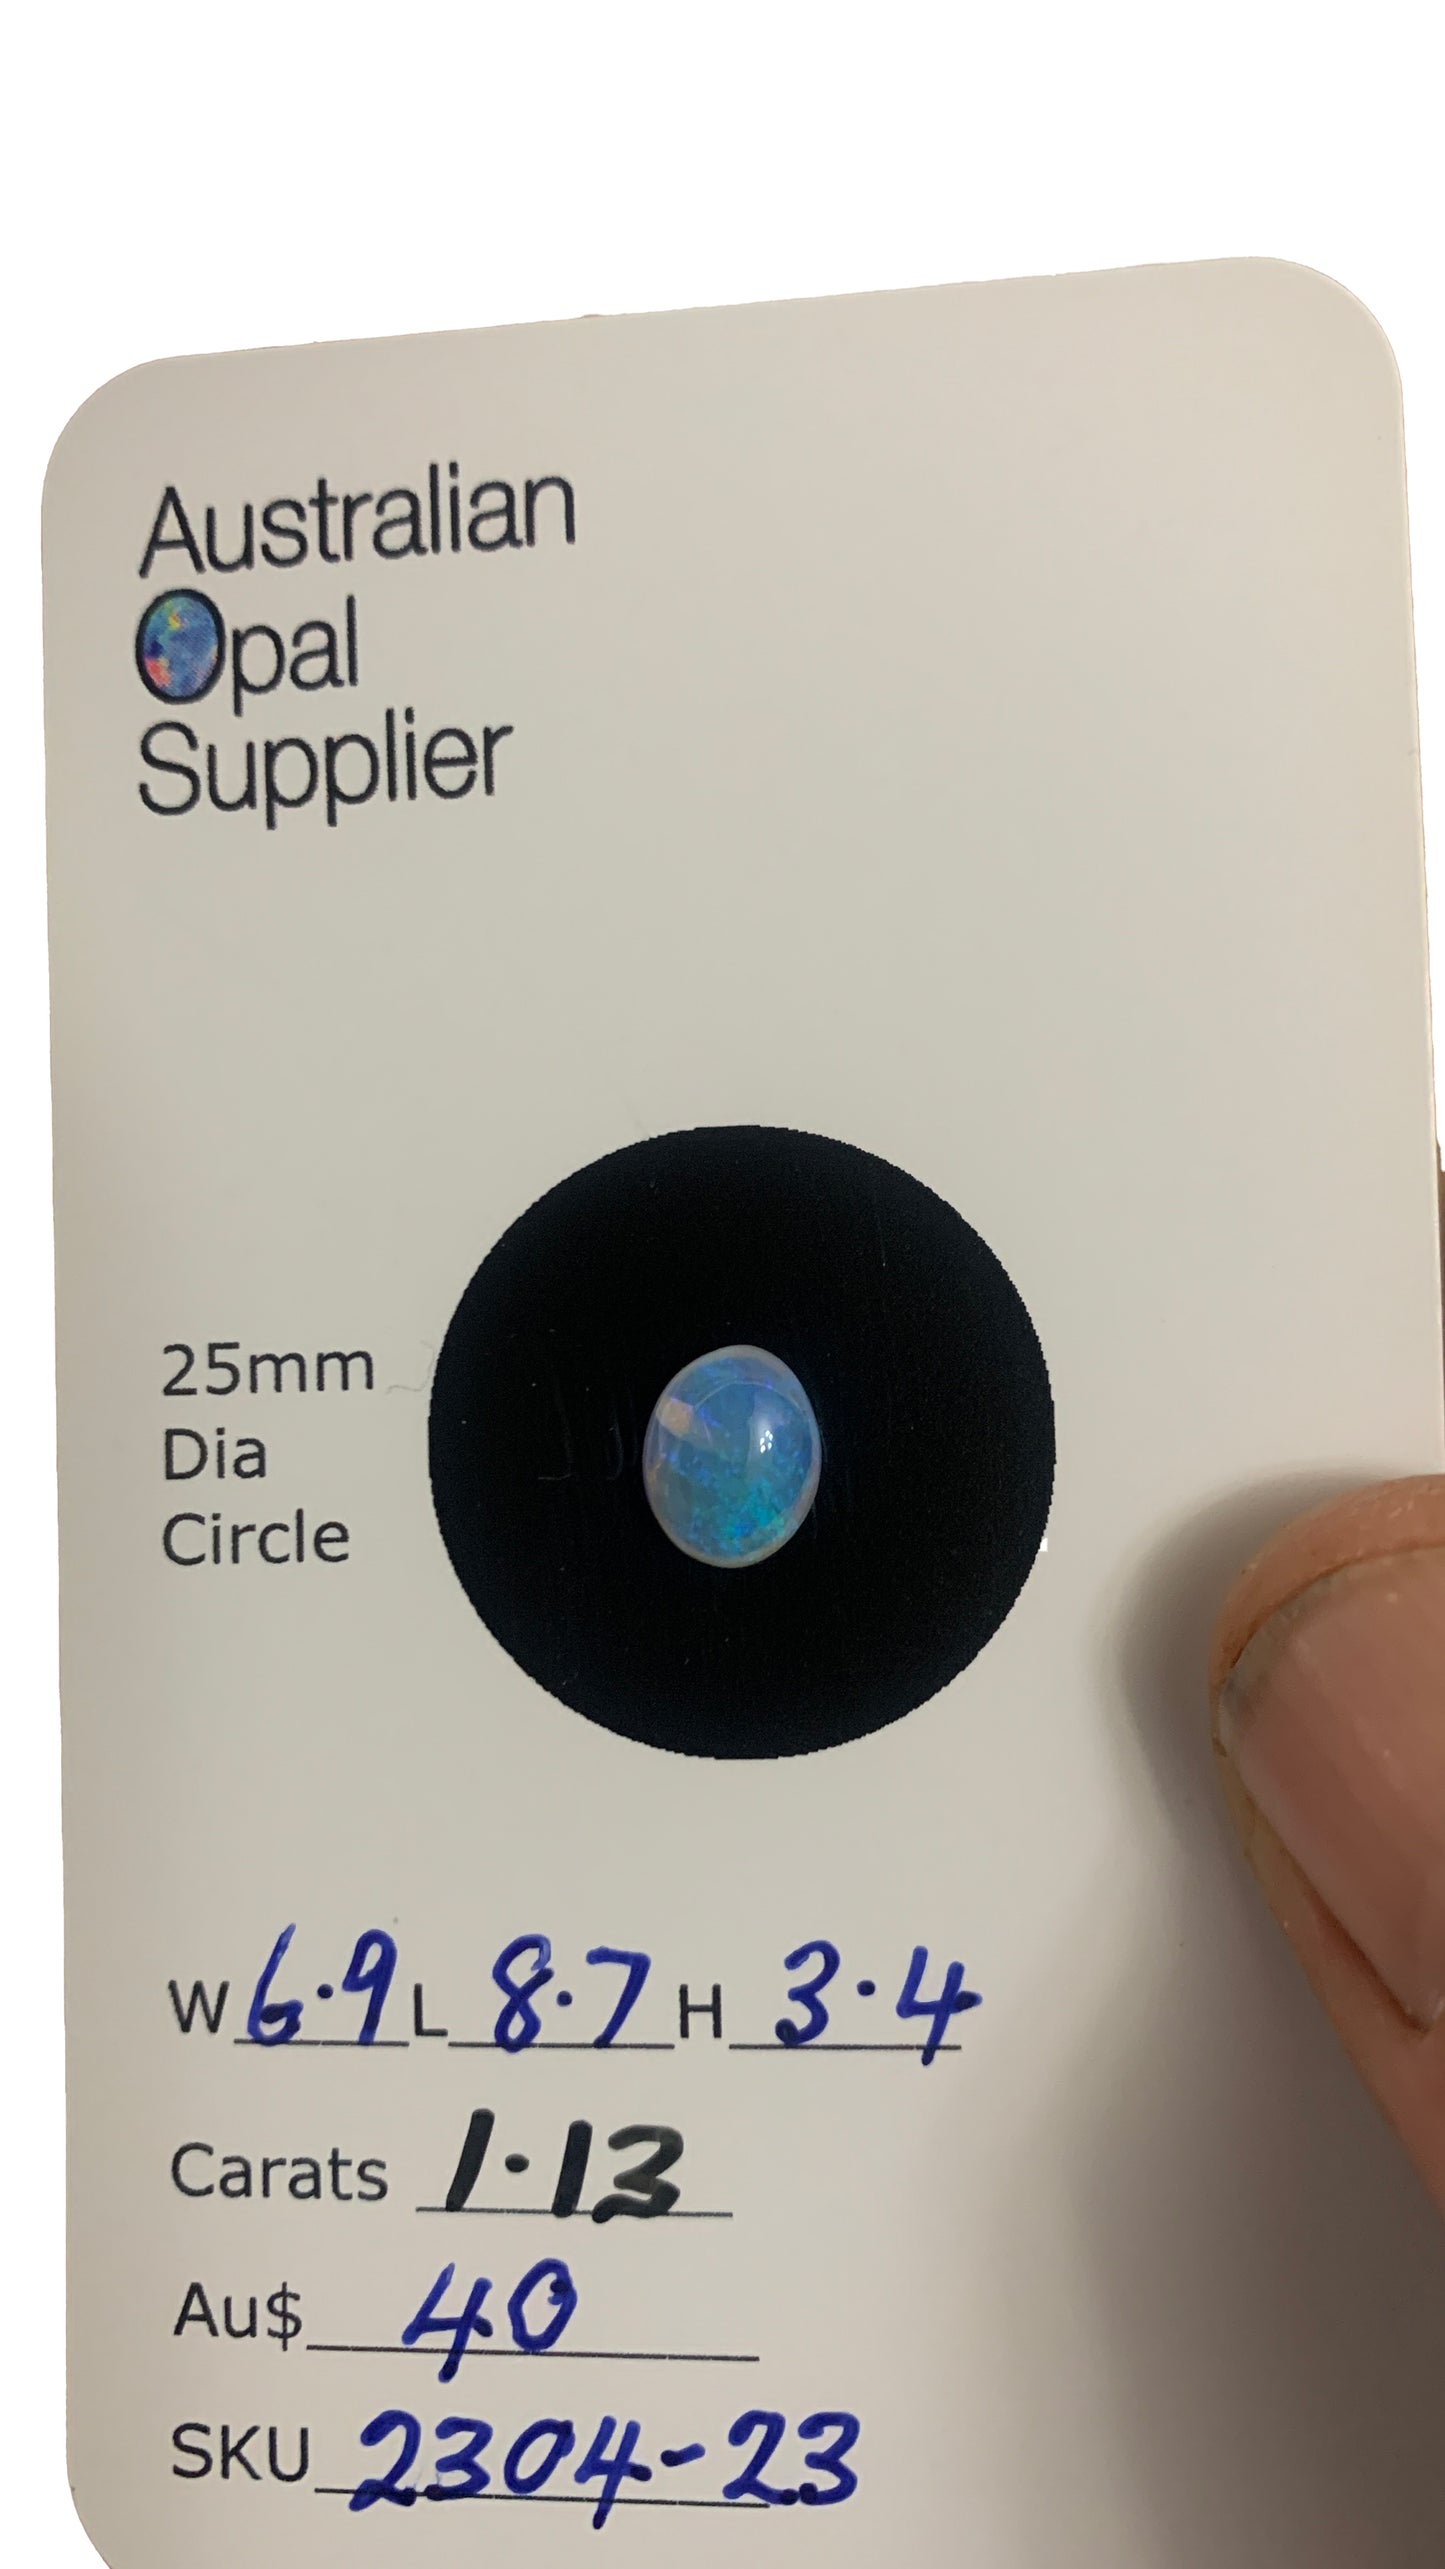 Australian
Opal
Supplier
25mm
Dia
Circle
W 6.9 L 8.7 H 3.4
Carats 1.13
Au$ 40
SKU 2304-23